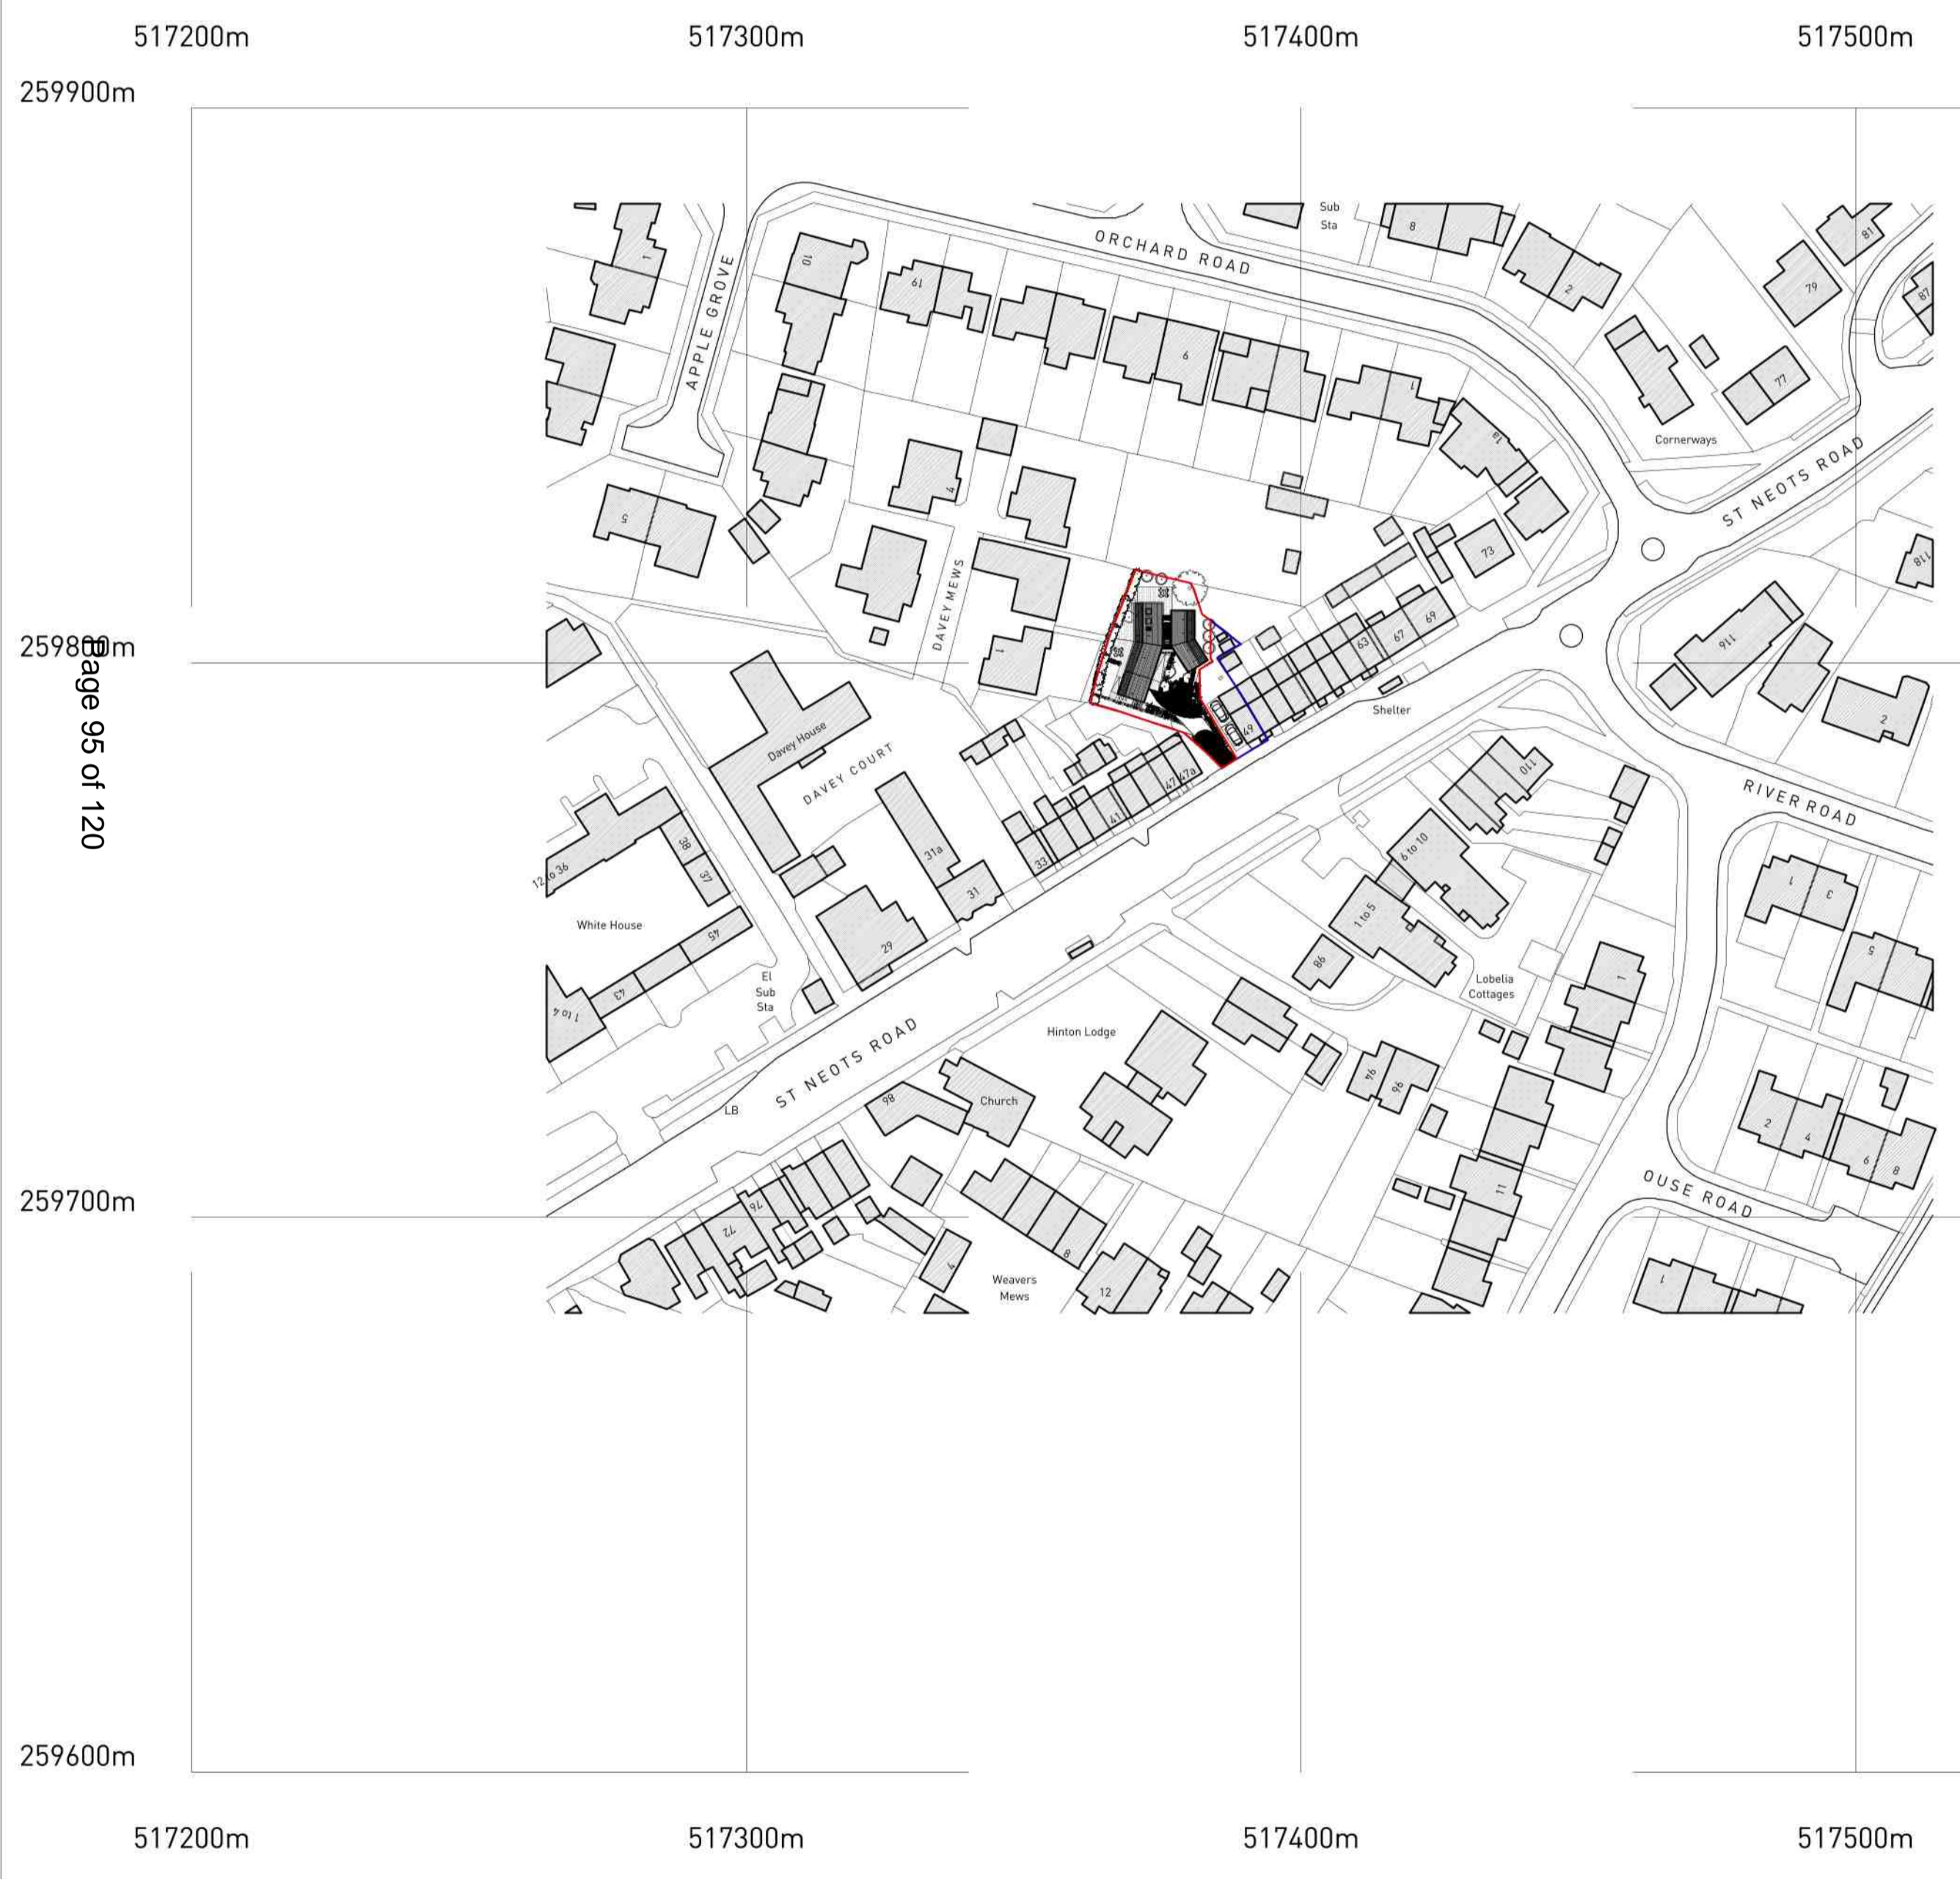 517200m
517300m
517400m
517500m
259900m
Sub
Sta
8
81
ORCHARD ROAD
1
10
19
2
79
87
APPLE GROVE
6
1
77
1a
Cornerways
ST NEOTS ROAD
5
4
73
118
DAVEY MEWS
69
67
63
116
259800m
Page 95 of 120
1
Shelter
49
2
Davey House
DAVEY COURT
47
47a
41
110
RIVER ROAD
33
6 to 10
38
37
31a
12 to 36
31
1
3
White House
45
29
1 to 5
5
86
El
Sub
Sta
43
Lobelia
Cottages
1
1 to 4
Hinton Lodge
ST NEOTS ROAD
94
96
LB
98
Church
2
4
6
8
OUSE ROAD
11
259700m
76
72
8
4
Weavers
Mews
12
1
259600m
517200m
517300m
517400m
517500m